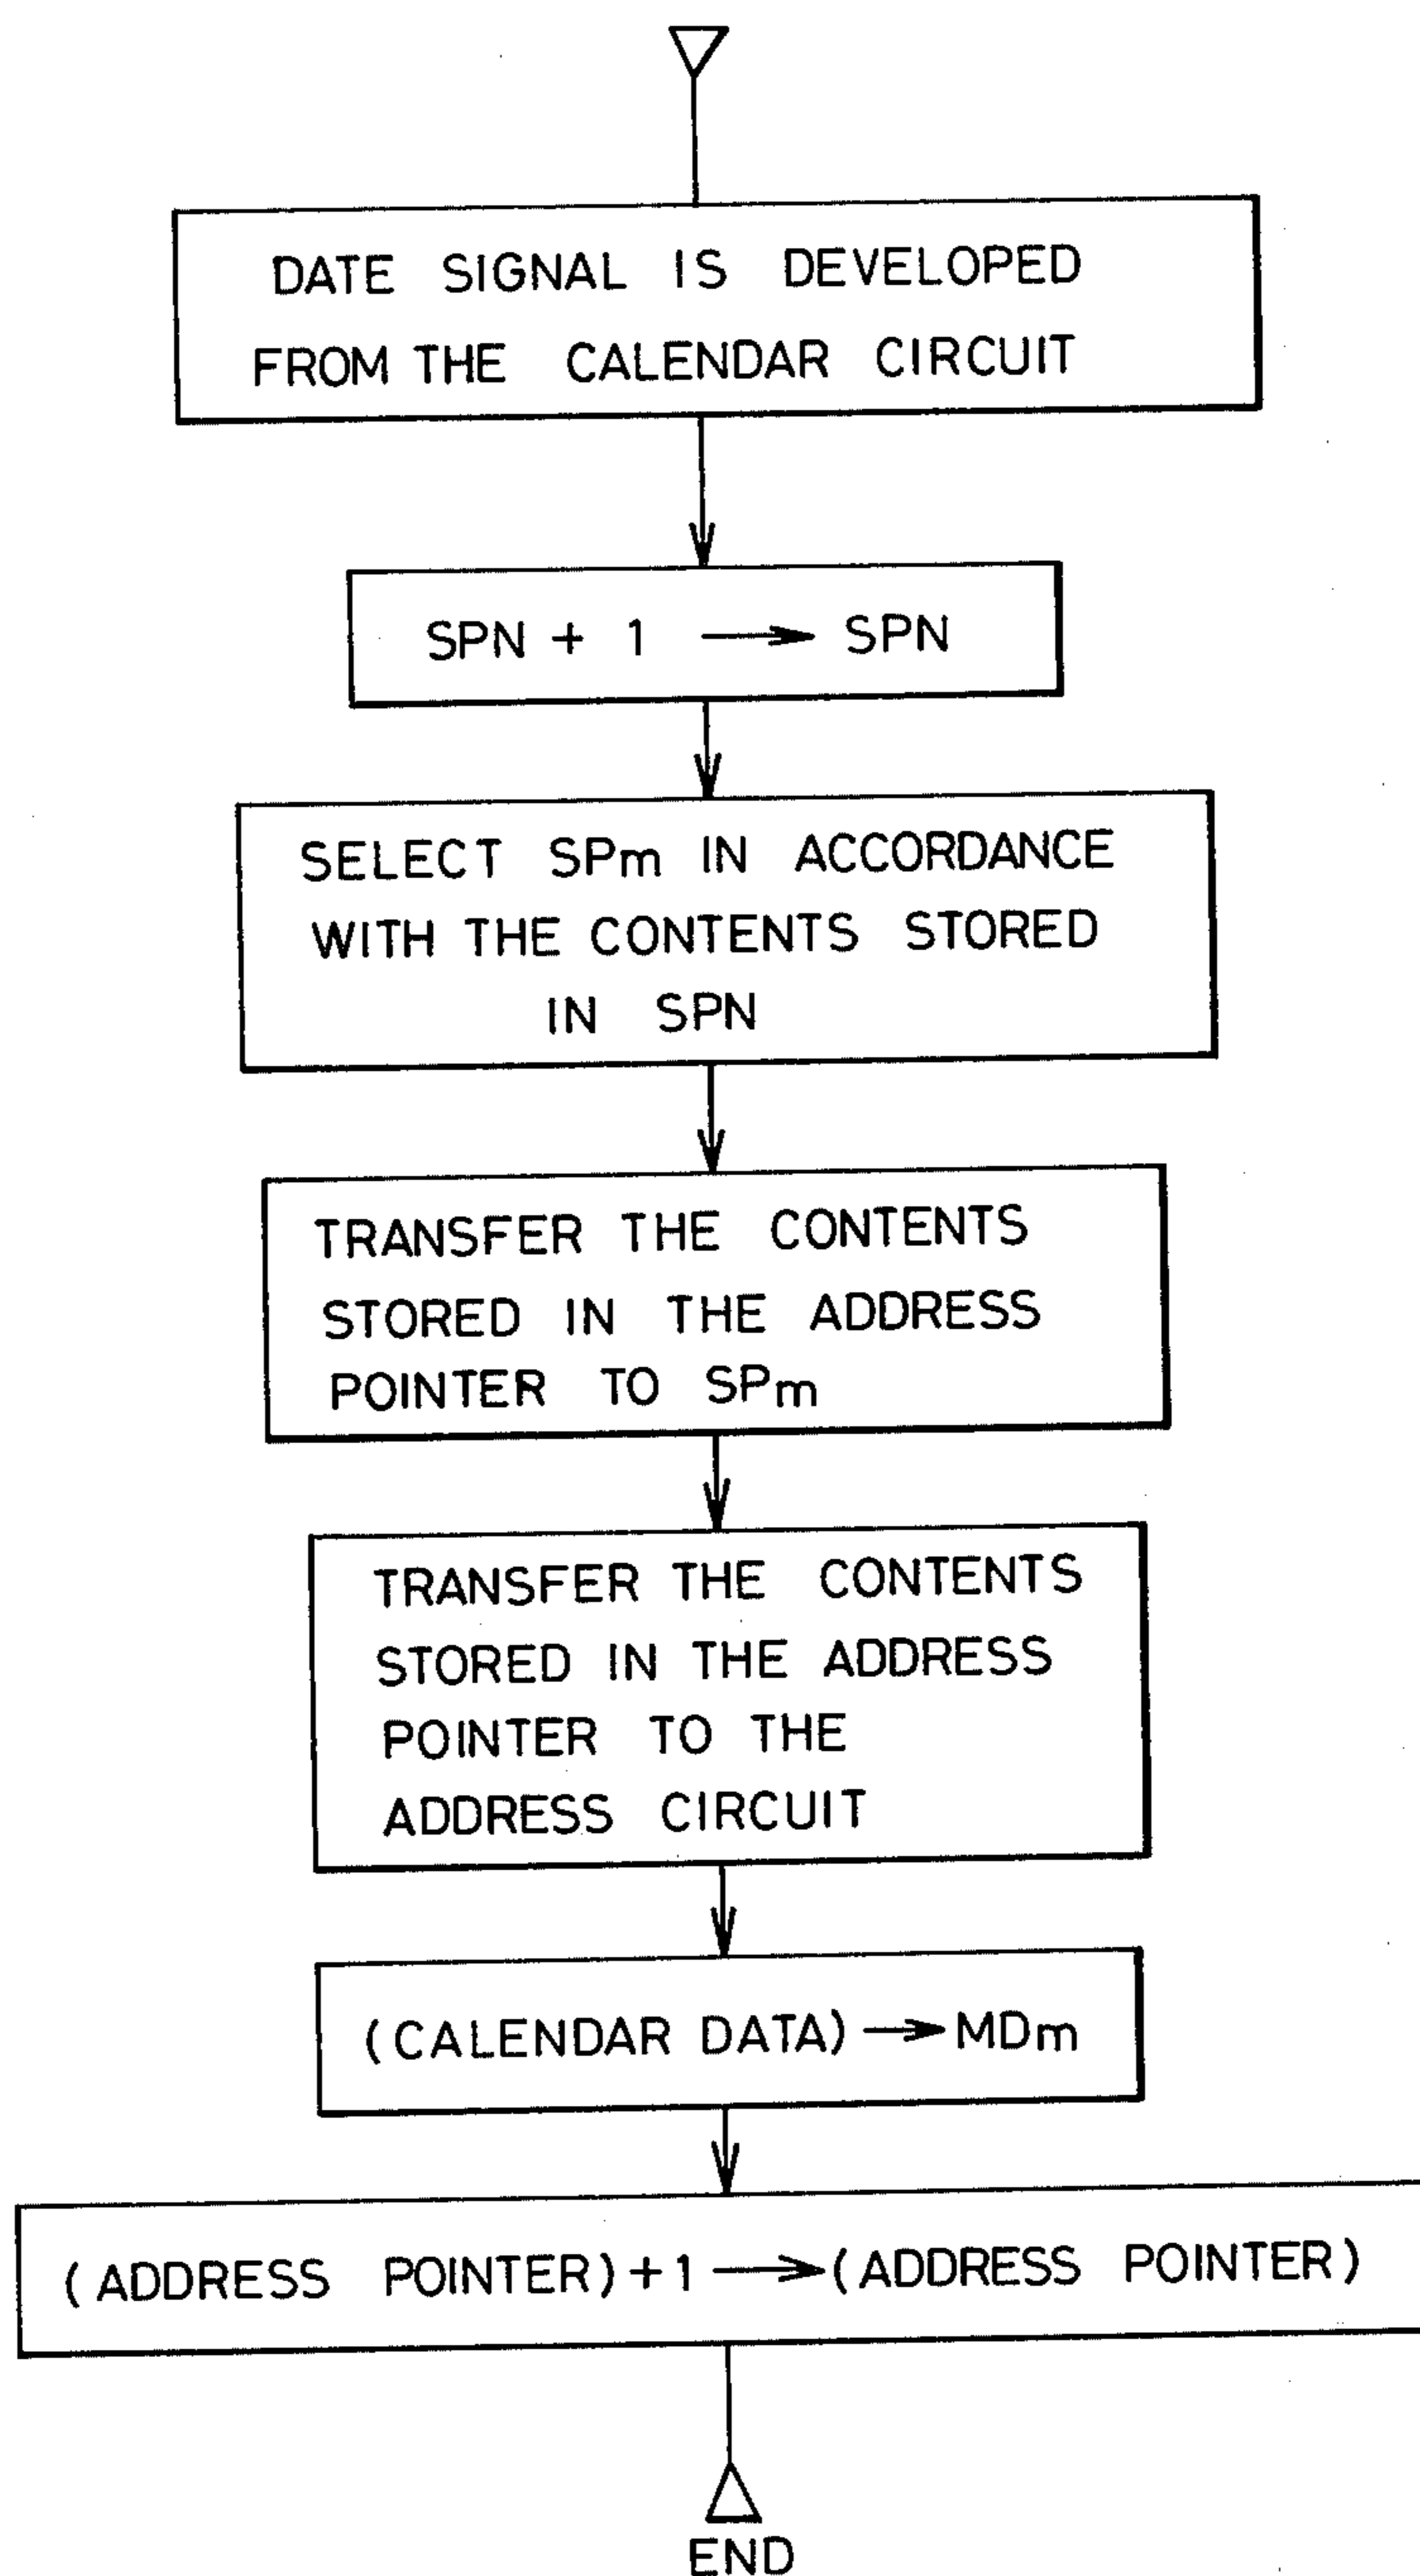 DATE SIGNAL IS DEVELOPED
FROM THE CALENDAR CIRCUIT
SPN + 1 → SPN
SELECT SPm IN ACCORDANCE
WITH THE CONTENTS STORED
IN SPN
TRANSFER THE CONTENTS
STORED IN THE ADDRESS
POINTER TO SPm
TRANSFER THE CONTENTS
STORED IN THE ADDRESS
POINTER TO THE
ADDRESS CIRCUIT
(CALENDAR DATA) → MDm
(ADDRESS POINTER) + 1 → (ADDRESS POINTER)
END